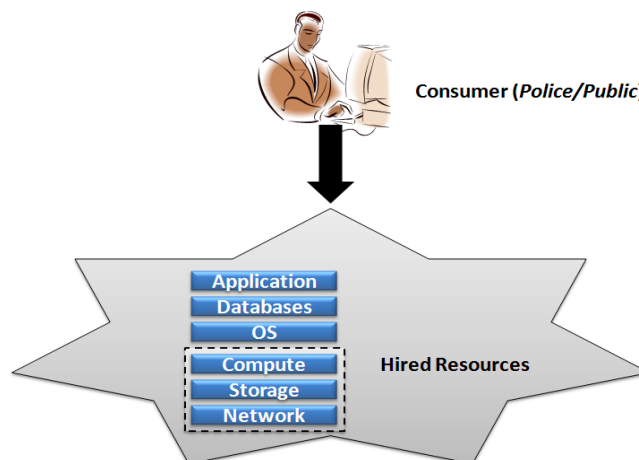 Consumer (Police/Public)
Application
Databases
OS
Compute
Hired Resources
Storage
Network